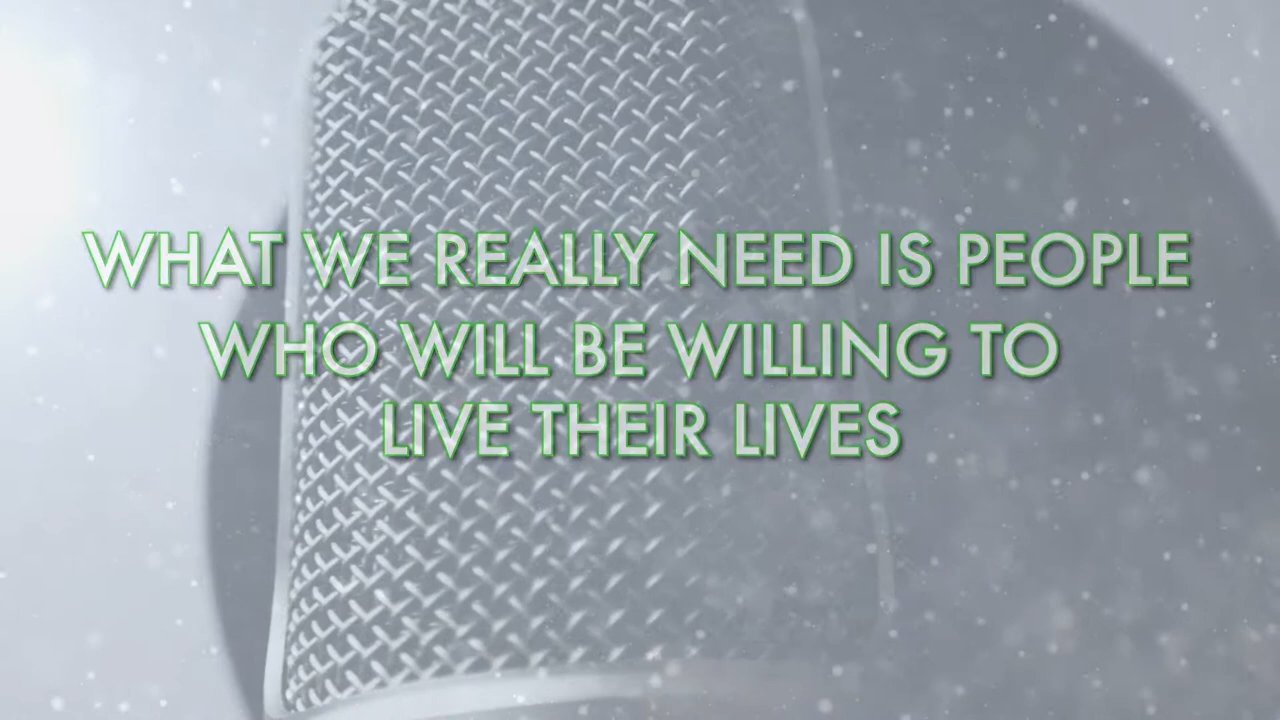 WHAT WE REALLY NEED IS PEOPLE
WHO WILL BE WILLING TO
LIVE THEIR LIVES